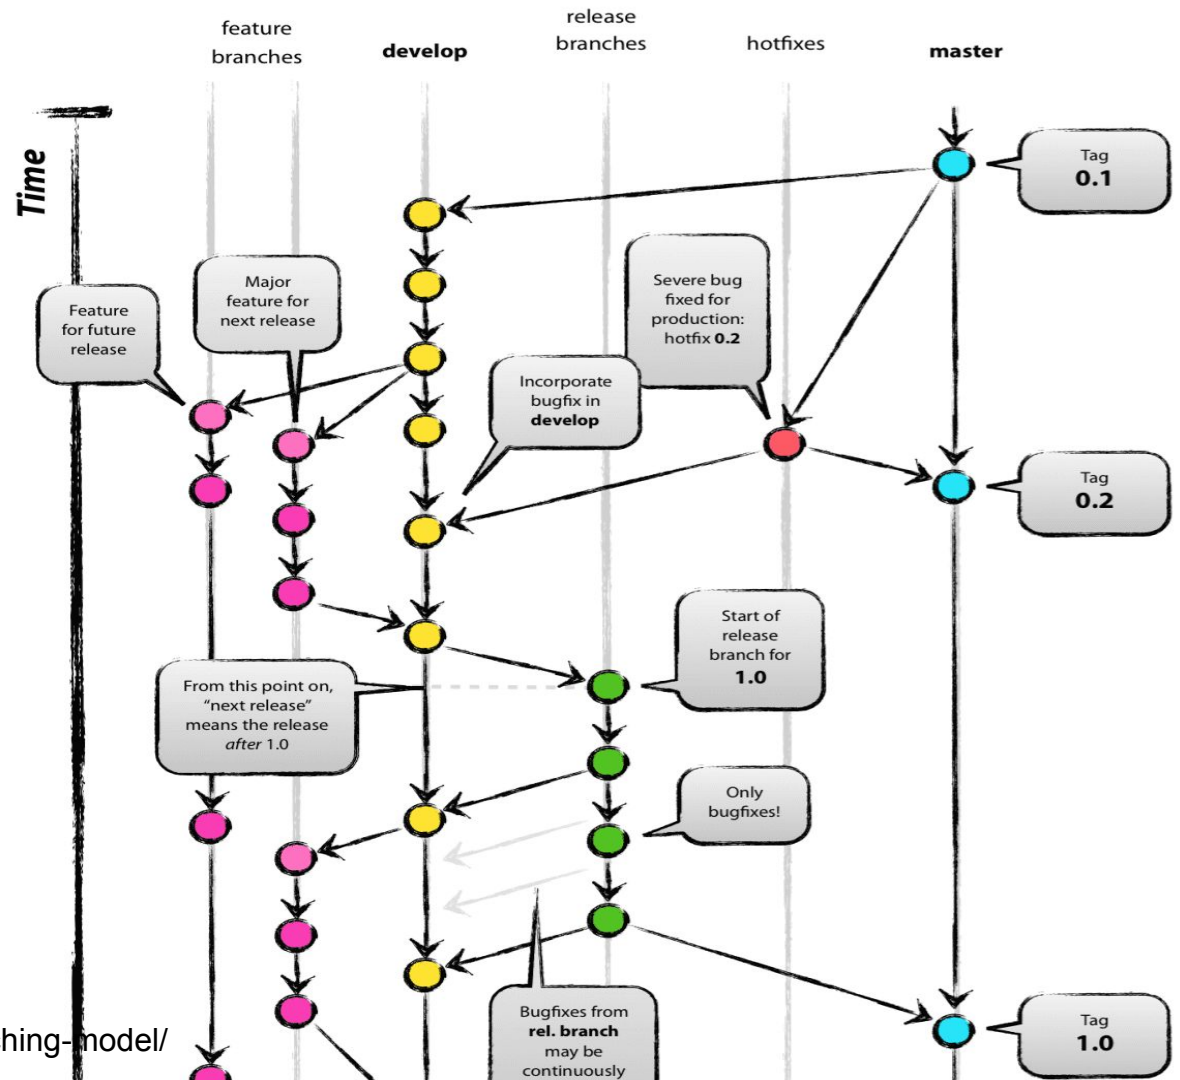 feature
branches
develop
release
branches
hotfixes
master
Time
Tag
0.1
Severe bug
fixed for
production:
hotfix 0.2
Major
feature for
next release
Feature
for future
release
Incorporate
bugfix in
develop
Tag
0.2
Start of
release
branch for
1.0
From this point on,
“next release”
means the release
after 1.0
Only
bugfixes!
Bugfixes from
rel. branch
may be
continuously
Tag
1.0
hing-model/